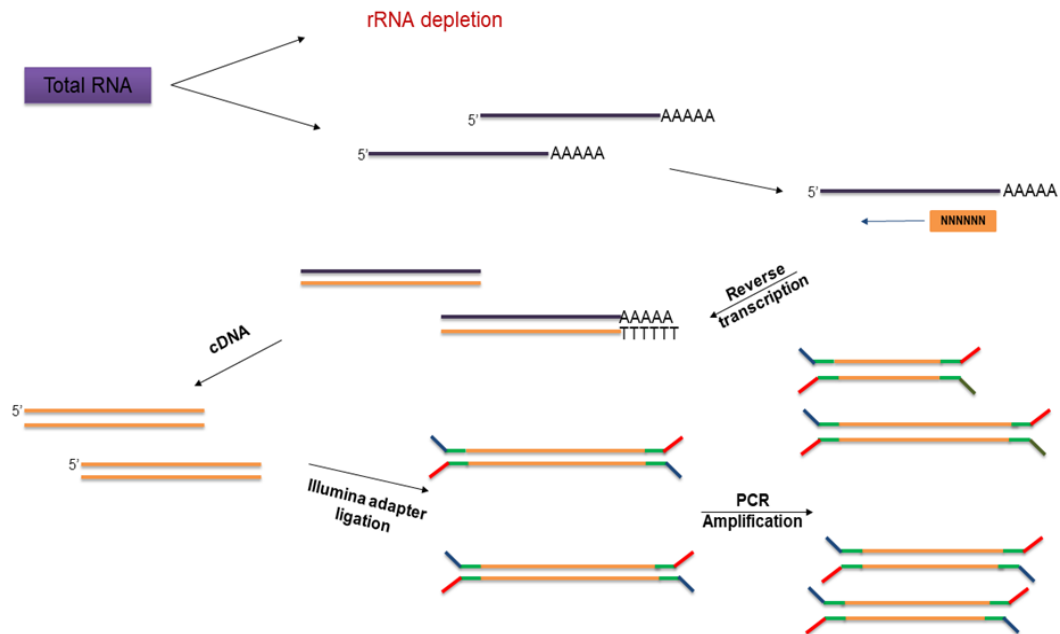 rRNA depletion
Total RNA
5’ AAAAA
5’ AAAAA
5’ AAAAA
NNNNNN
Reverse
transcription
AAAAA
TTTTTT
cDNA
5’
5’
Illumina adapter
ligation
PCR
Amplification